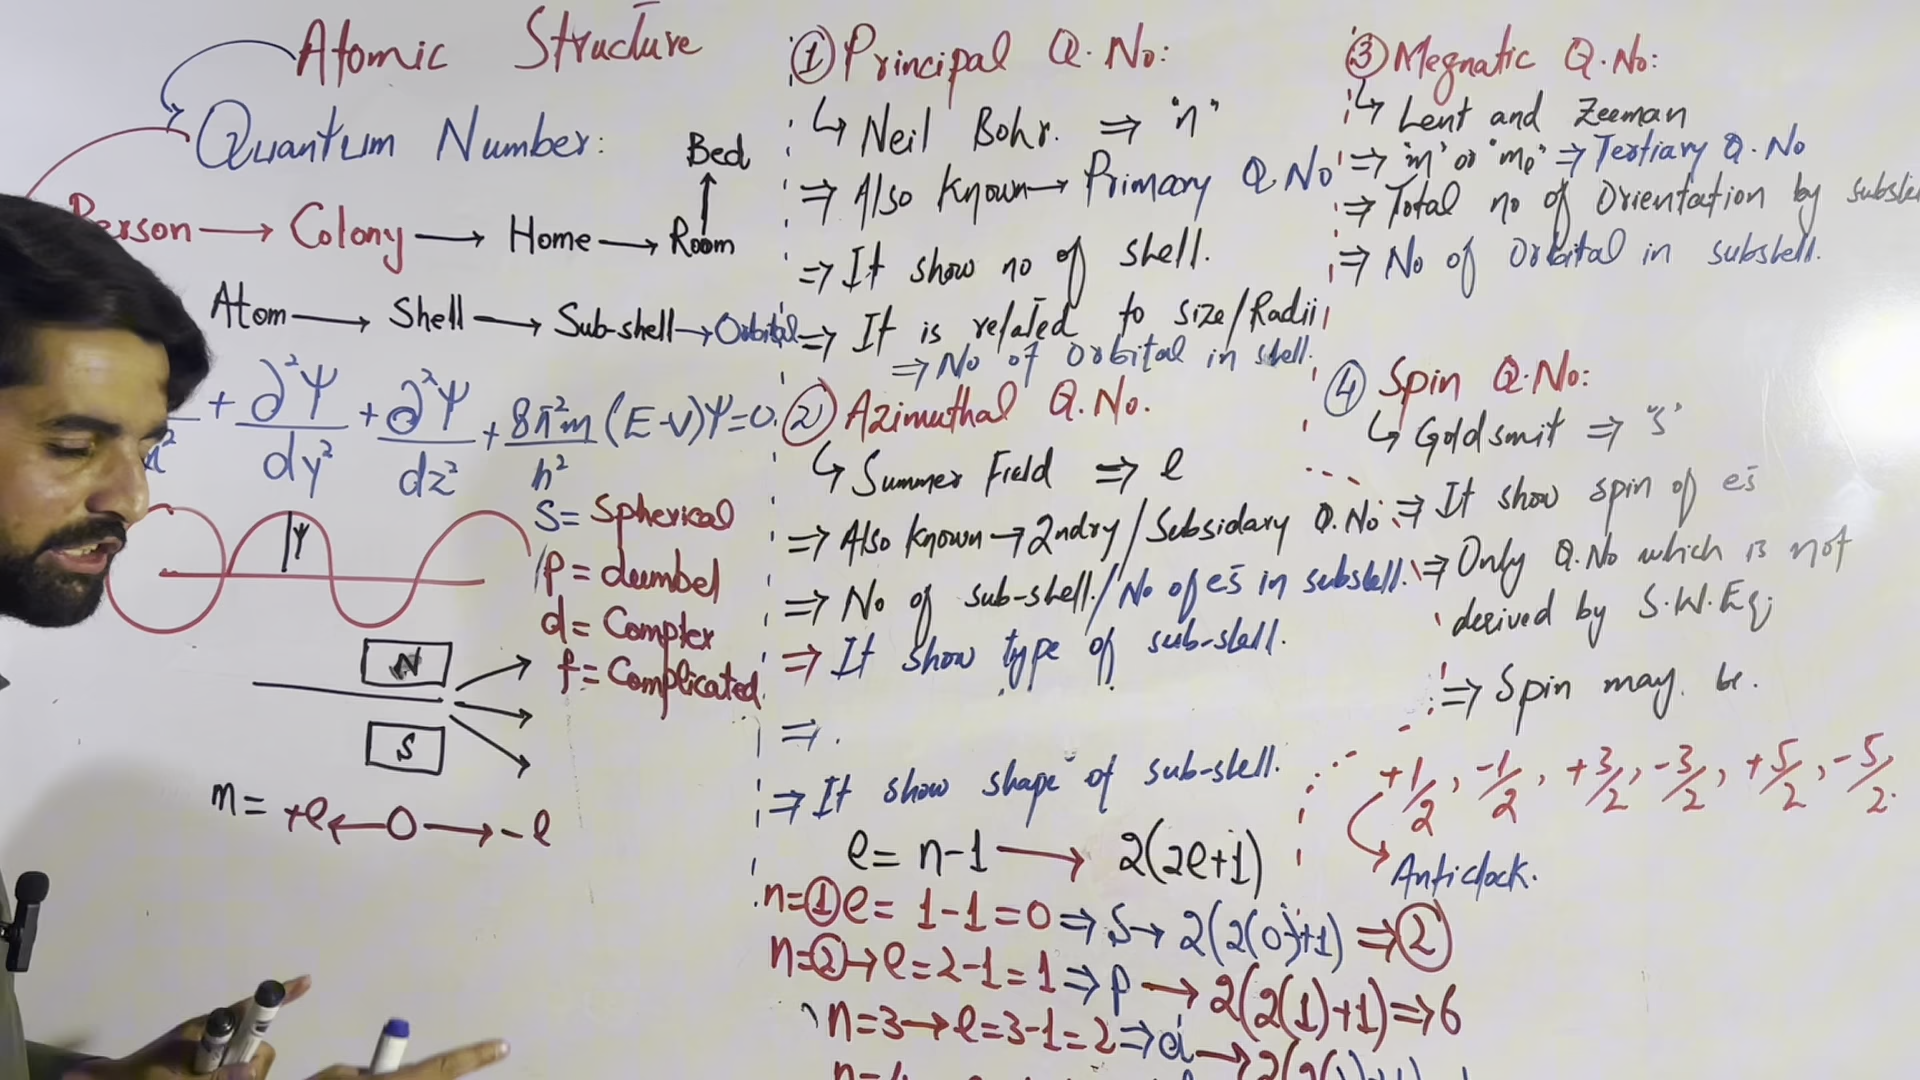 Atomic Structure
Quantum Number:
Bed
Person → Colony → Home → Room
Atom → Shell → Sub-shell → Orbital
+ ∂²Ψ/dy² + ∂²Ψ/dz² + 8π²m/h² (E-V)Ψ=0
Ψ
S= Spherical
p= dumbel
d= Complex
f= Complicated
N
S
m= +l ← 0 → -l
① Principal Q.No:
↳ Neil Bohr. ⇒ "n"
⇒ Also Known → Primary Q.No
⇒ It show no of shell.
⇒ It is related to size/Radii
⇒ No of Orbital in shell.
② Azimuthal Q.No.
↳ Summer Field ⇒ l
⇒ Also Known → 2ndry/Subsidary Q.No
⇒ No of sub-shell./No of es in subshell.
⇒ It show type of sub-shell.
⇒.
⇒ It show shape of sub-shell.
l= n-1 → 2(2l+1)
n=① l= 1-1=0 ⇒ S → 2(2(0)+1) ⇒ ②
n=② → l=2-1=1 ⇒ p → 2(2(1)+1) ⇒ 6
n=3 → l=3-1=2 ⇒ d →
③ Megnatic Q.No:
↳ Lent and Zeeman
⇒ "m" or "ml" ⇒ Tertiary Q.No
⇒ Total no of Orientation by
⇒ No of Orbital in subshell.
④ Spin Q.No:
↳ Goldsmit ⇒ "S"
⇒ It show spin of es
⇒ Only Q.No which is not
derived by S.W.Eq;
⇒ Spin may be.
+1/2, -1/2, +3/2, -3/2, +5/2, -5/2.
Anticlock.